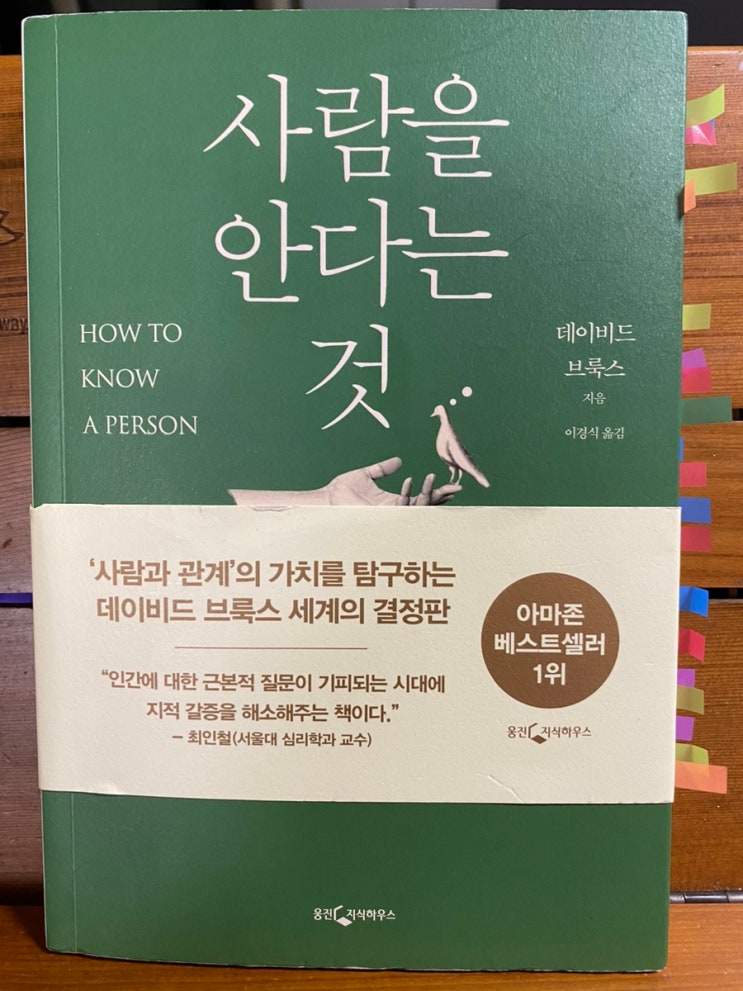 사람을
안다는
것
HOW TO
KNOW
A PERSON
데이비드
브룩스
지음
이경식 옮김
‘사람과 관계’의 가치를 탐구하는
데이비드 브룩스 세계의 결정판
“인간에 대한 근본적 질문이 기피되는 시대에
지적 갈증을 해소해주는 책이다.”
– 최인철(서울대 심리학과 교수)
아마존
베스트셀러
1위
웅진 지식하우스
웅진 지식하우스
way